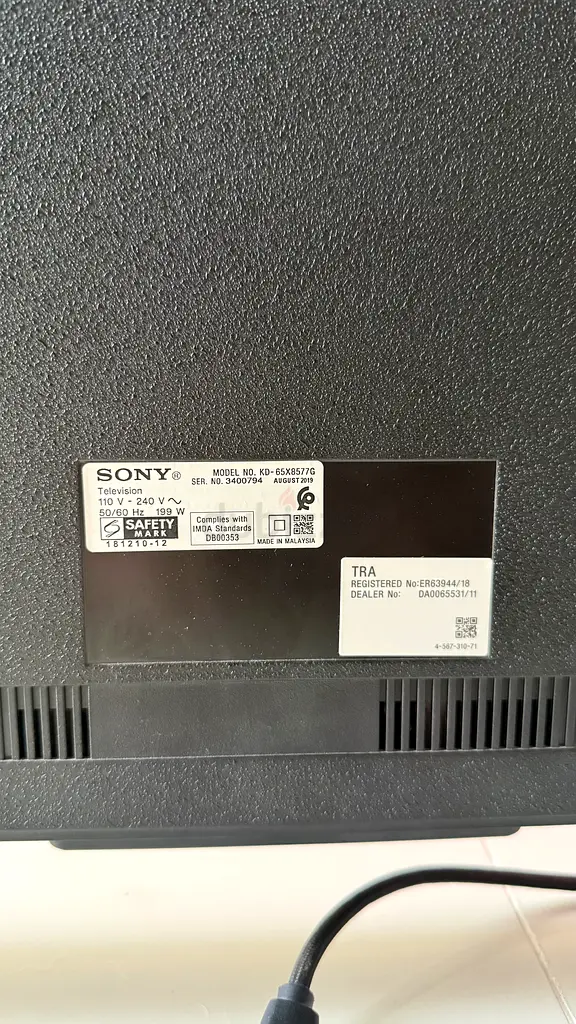 SONY®
MODEL NO. KD-65X8577G
SER. NO. 3400794 AUGUST 2019
Television
110 V - 240 V ~
50/60 Hz 199 W
S SAFETY
MARK
181210-12
Complies with
IMDA Standards
DB00353
MADE IN MALAYSIA
TRA
REGISTERED No:ER63944/18
DEALER No: DA0065531/11
4-587-310-71